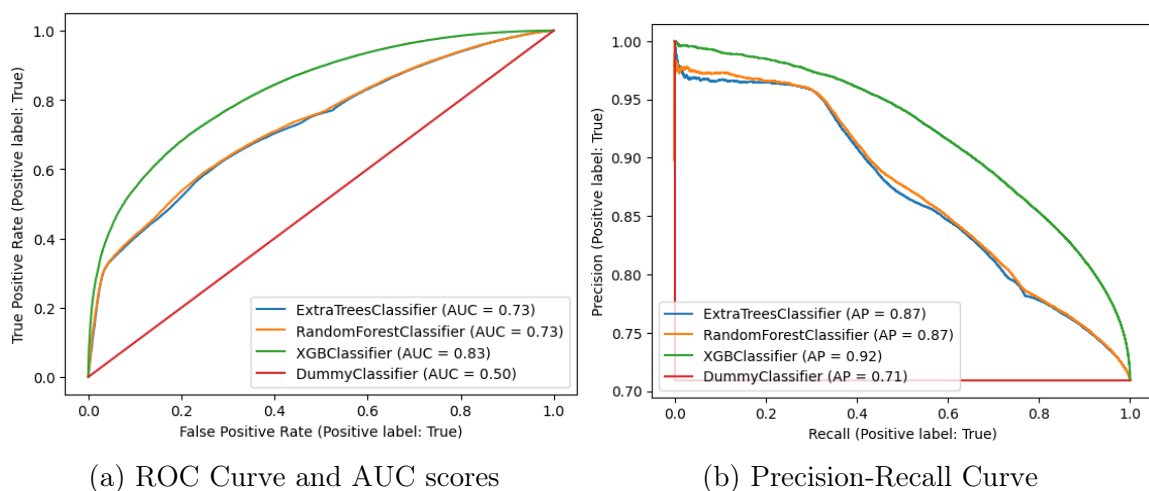 True Positive Rate (Positive label: True)
1.0
0.8
0.6
0.4
0.2
0.0
ExtraTreesClassifier (AUC = 0.73)
RandomForestClassifier (AUC = 0.73)
XGBClassifier (AUC = 0.83)
DummyClassifier (AUC = 0.50)
0.0 0.2 0.4 0.6 0.8 1.0
False Positive Rate (Positive label: True)
(a) ROC Curve and AUC scores
Precision (Positive label: True)
1.00
0.95
0.90
0.85
0.80
0.75
0.70
ExtraTreesClassifier (AP = 0.87)
RandomForestClassifier (AP = 0.87)
XGBClassifier (AP = 0.92)
DummyClassifier (AP = 0.71)
0.0 0.2 0.4 0.6 0.8 1.0
Recall (Positive label: True)
(b) Precision-Recall Curve